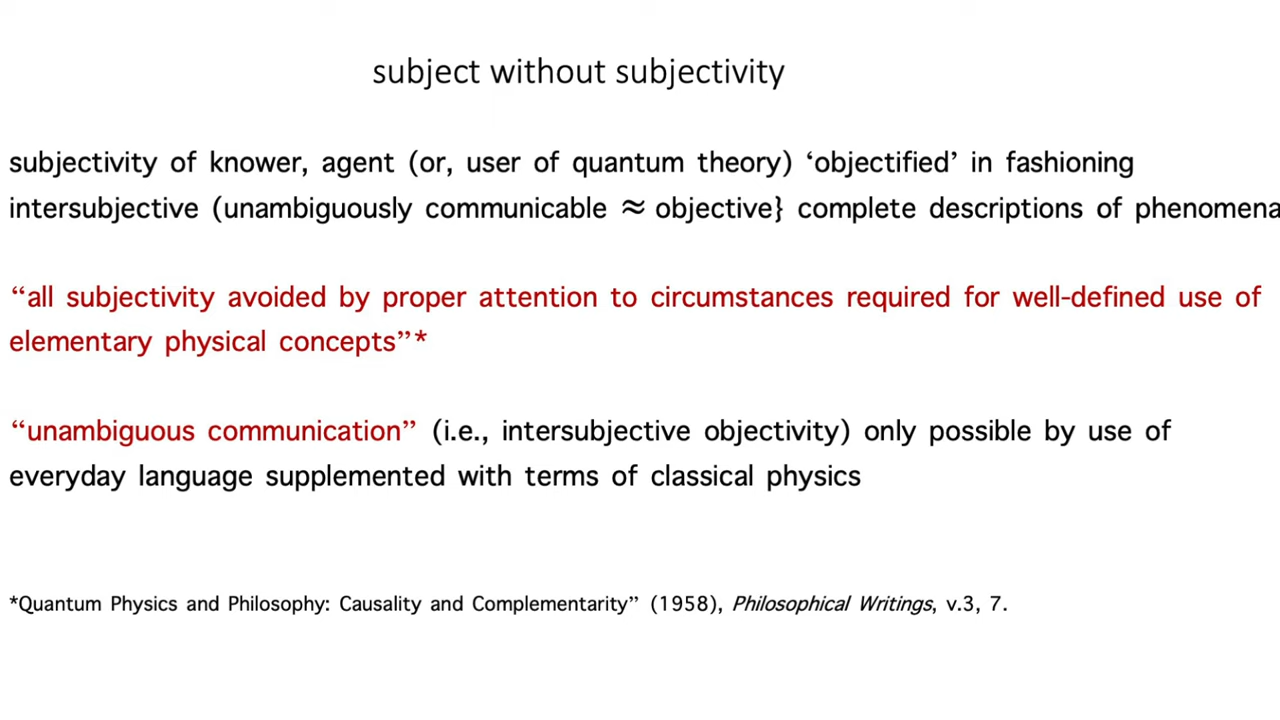 subject without subjectivity
subjectivity of knower, agent (or, user of quantum theory) ‘objectified’ in fashioning
intersubjective (unambiguously communicable ≈ objective} complete descriptions of phenomena
“all subjectivity avoided by proper attention to circumstances required for well-defined use of
elementary physical concepts”*
“unambiguous communication” (i.e., intersubjective objectivity) only possible by use of
everyday language supplemented with terms of classical physics
*Quantum Physics and Philosophy: Causality and Complementarity” (1958), Philosophical Writings, v.3, 7.